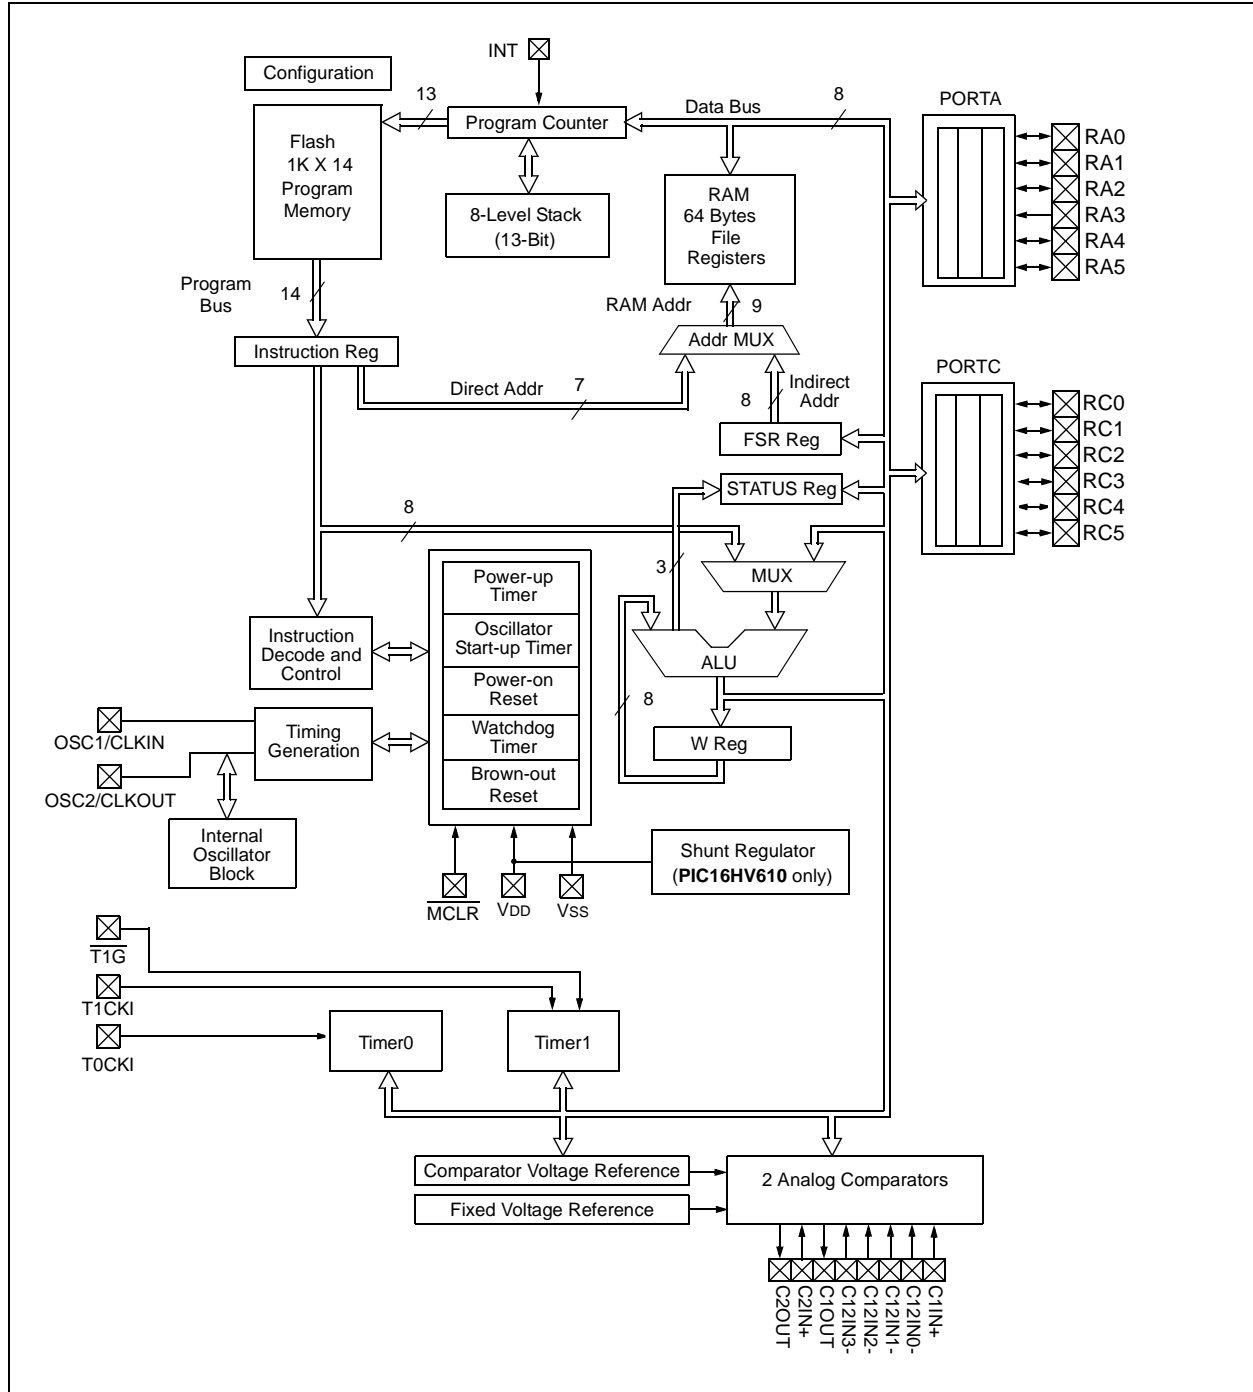 INT
Configuration
13
Program Counter
Data Bus
8
PORTA
Flash
1K X 14
Program
Memory
8-Level Stack
(13-Bit)
RAM
64 Bytes
File
Registers
RA0
RA1
RA2
RA3
RA4
RA5
Program
Bus
14
RAM Addr
9
Addr MUX
Instruction Reg
Direct Addr
7
Indirect
Addr
8
FSR Reg
PORTC
RC0
RC1
RC2
RC3
RC4
RC5
STATUS Reg
8
3
MUX
Power-up
Timer
Oscillator
Start-up Timer
Power-on
Reset
Watchdog
Timer
Brown-out
Reset
Instruction
Decode and
Control
ALU
8
W Reg
OSC1/CLKIN
Timing
Generation
OSC2/CLKOUT
Internal
Oscillator
Block
Shunt Regulator
(PIC16HV610 only)
MCLR
VDD
VSS
T1G
T1CKI
T0CKI
Timer0
Timer1
Comparator Voltage Reference
Fixed Voltage Reference
2 Analog Comparators
C2OUT
C2IN+
C1OUT
C12IN3-
C12IN2-
C12IN1-
C12IN0-
C1IN+